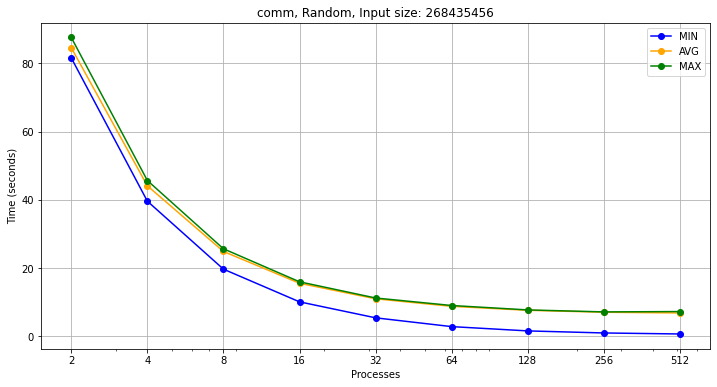 comm, Random, Input size: 268435456
MIN
AVG
MAX
Time (seconds)
80
60
40
20
0
2 4 8 16 32 64 128 256 512
Processes